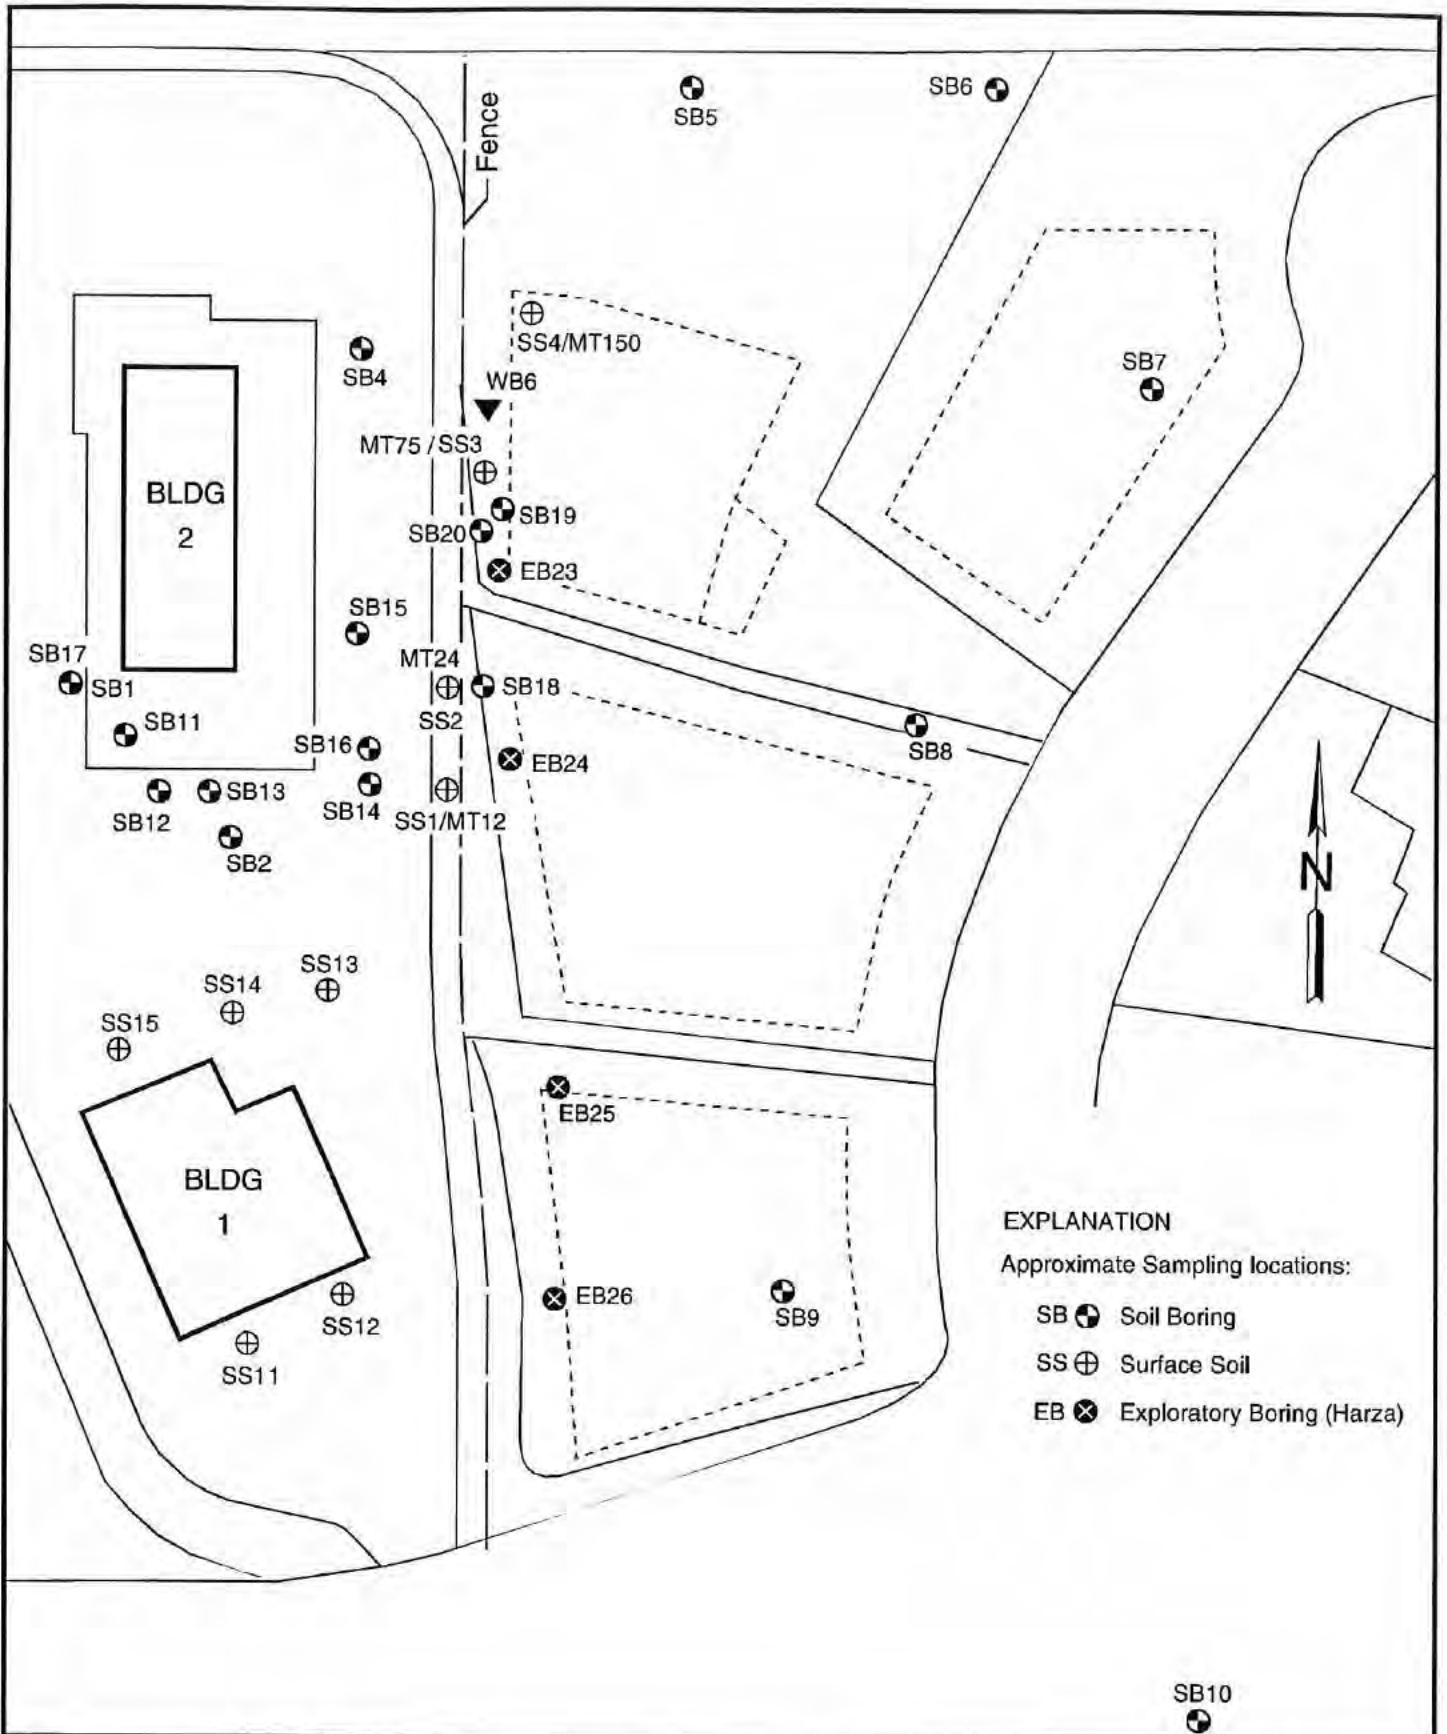 SB5
SB6
Fence
SS4/MT150
SB4
WB6
SB7
MT75 / SS3
BLDG
2
SB19
SB20
EB23
SB15
SB17
SB1
MT24
SB18
SS2
SB11
SB16
EB24
SB8
SB12
SB13
SB14
SS1/MT12
SB2
N
SS13
SS14
SS15
EB25
BLDG
1
EB26
SB9
SS12
SS11
EXPLANATION
Approximate Sampling locations:
SB Soil Boring
SS Surface Soil
EB Exploratory Boring (Harza)
SB10